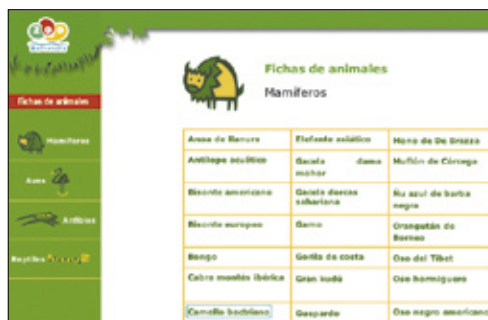 Fichas de animales
Mamíferos
Fichas de animales
Mamíferos
Aves
Anfibios
Reptiles
Anoa de llanura
Elefante asiático
Mono de De Brazza
Antílope acuático
Gacela dama
mohor
Muflón de Córcega
Bisonte americano
Gacela dorcas
sahariana
Ñu azul de barba
negra
Bisonte europeo
Gamo
Orangután de
Borneo
Bongo
Gorila de costa
Oso del Tibet
Cabra montés ibérica
Gran kudú
Oso hormiguero
Camello bactriano
Guepardo
Oso negro americano